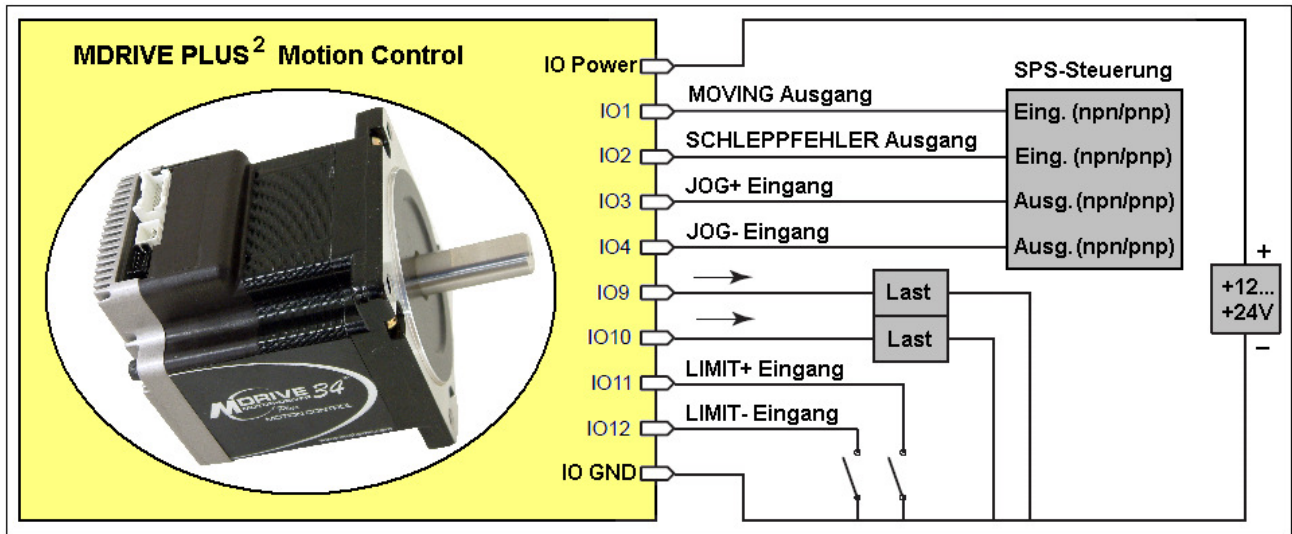 MDRIVE PLUS² Motion Control
IO Power
IO1
IO2
IO3
IO4
IO9
IO10
IO11
IO12
IO GND
MOVING Ausgang
SCHLEPPFEHLER Ausgang
JOG+ Eingang
JOG- Eingang
LIMIT+ Eingang
LIMIT- Eingang
SPS-Steuerung
Eing. (npn/pnp)
Eing. (npn/pnp)
Ausg. (npn/pnp)
Ausg. (npn/pnp)
Last
Last
+
+12...
+24V
−
MDRIVE 34
Plus
MOTION CONTROL